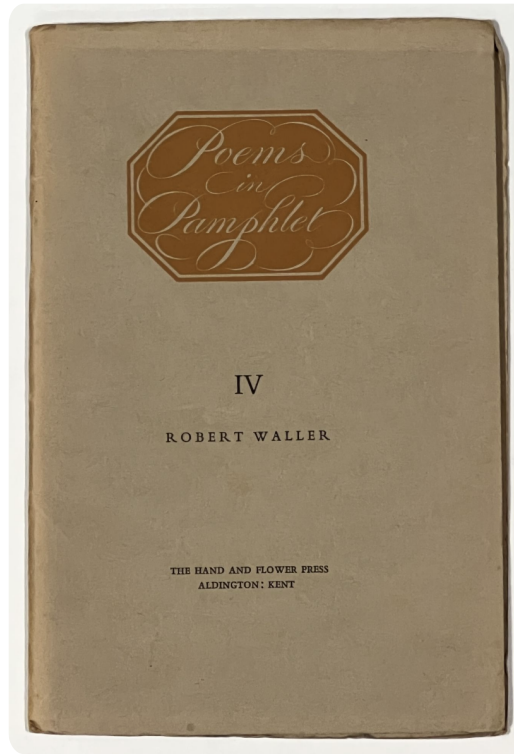 Poems
in
Pamphlet
IV
ROBERT WALLER
THE HAND AND FLOWER PRESS
ALDINGTON: KENT